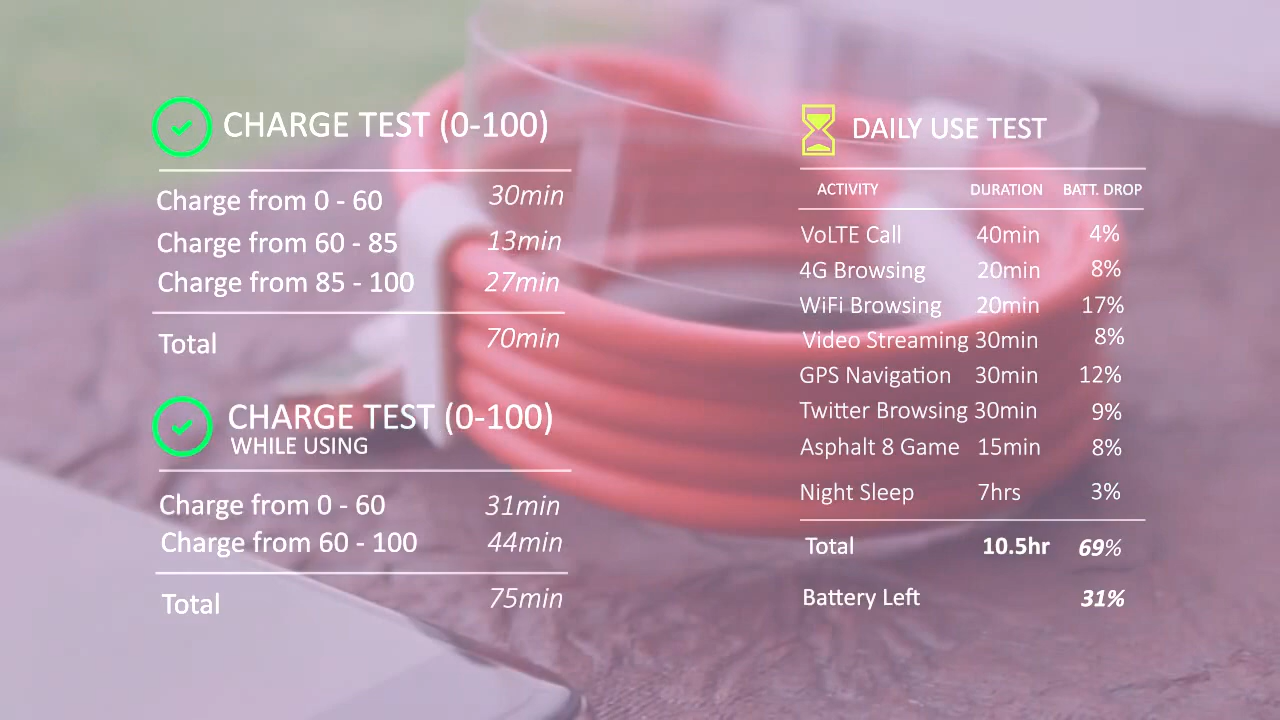 CHARGE TEST (0-100)
Charge from 0 - 60 30min
Charge from 60 - 85 13min
Charge from 85 - 100 27min
Total 70min
CHARGE TEST (0-100)
WHILE USING
Charge from 0 - 60 31min
Charge from 60 - 100 44min
Total 75min
DAILY USE TEST
ACTIVITY DURATION BATT. DROP
VoLTE Call 40min 4%
4G Browsing 20min 8%
WiFi Browsing 20min 17%
Video Streaming 30min 8%
GPS Navigation 30min 12%
Twitter Browsing 30min 9%
Asphalt 8 Game 15min 8%
Night Sleep 7hrs 3%
Total 10.5hr 69%
Battery Left 31%